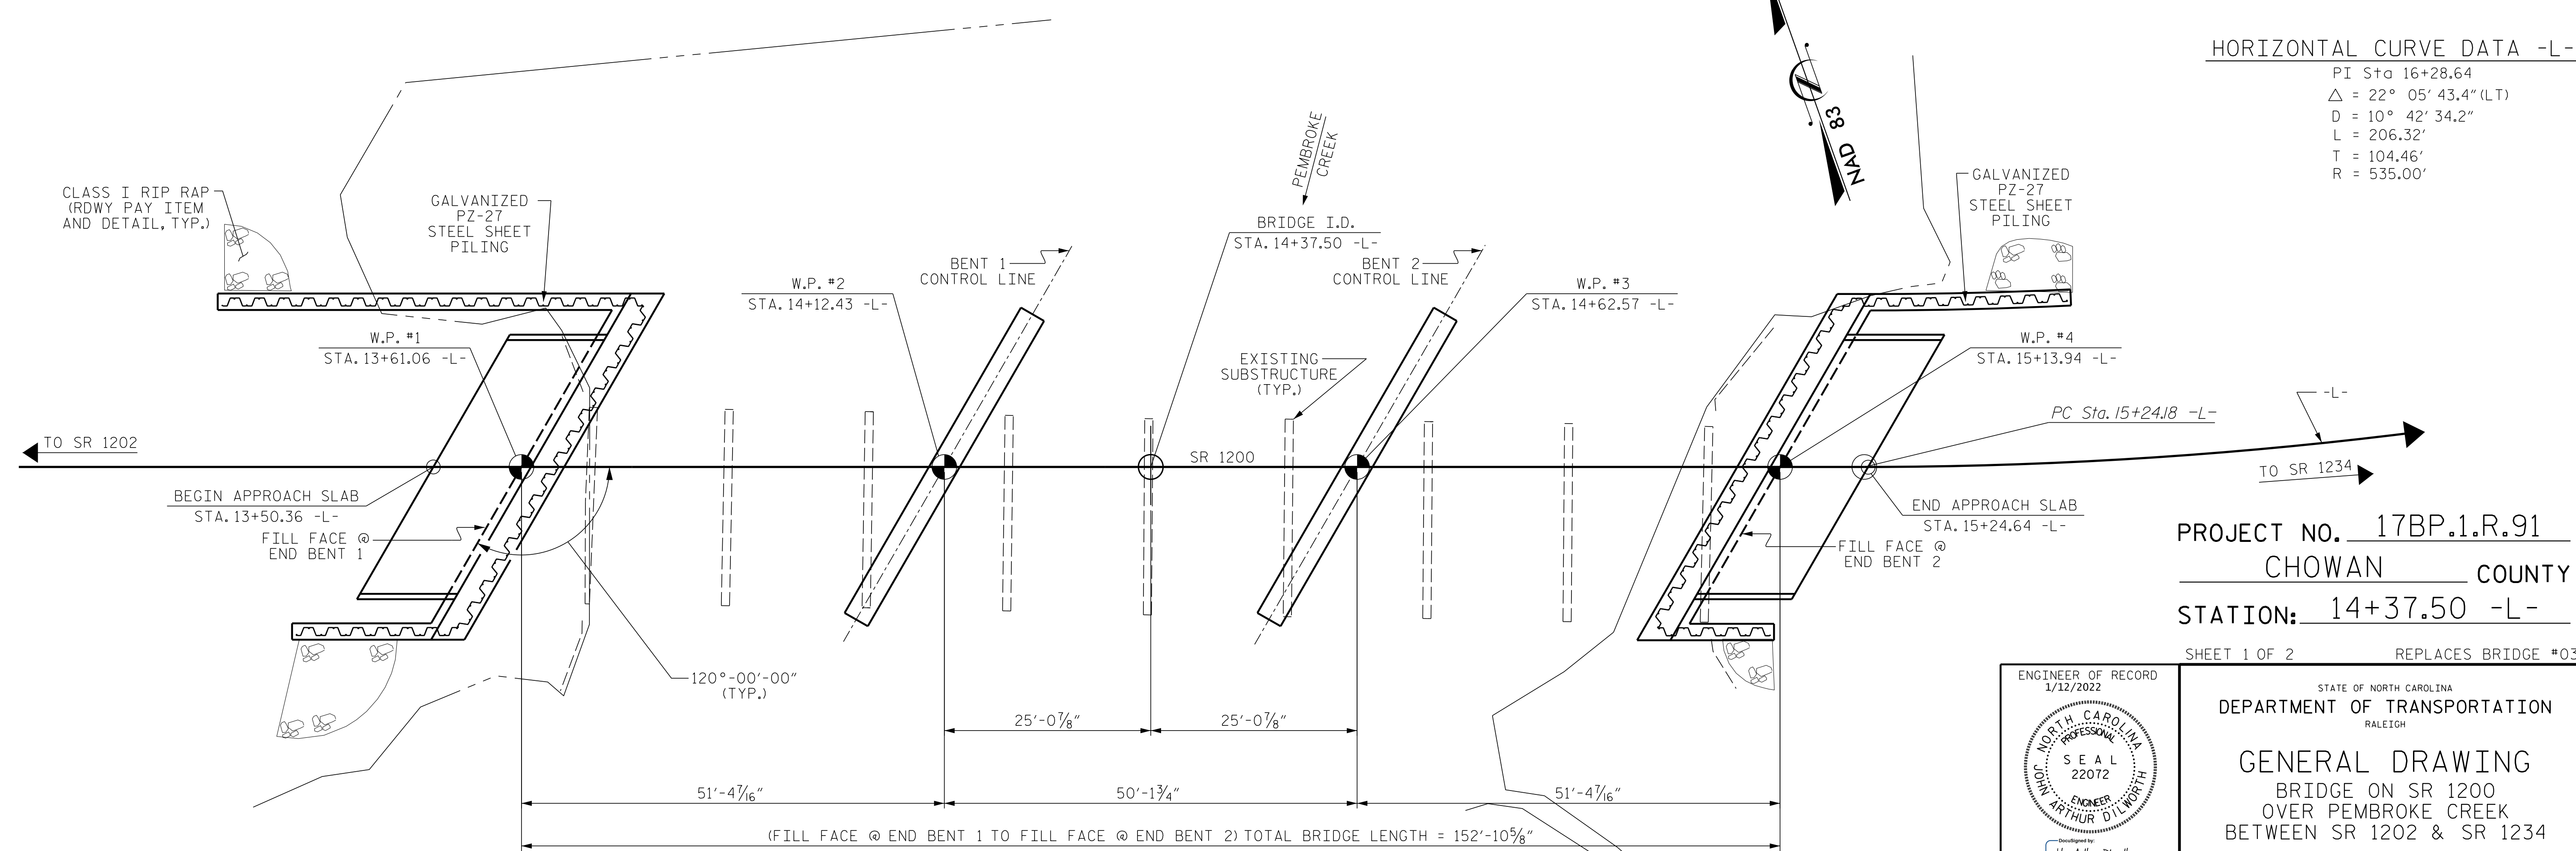 HORIZONTAL CURVE DATA -L-
PI Sta 16+28.64
△ = 22° 05' 43.4" (LT)
D = 10° 42' 34.2"
L = 206.32'
T = 104.46'
R = 535.00'
NAD 83
PEMBROKE
CREEK
CLASS I RIP RAP
(RDWY PAY ITEM
AND DETAIL, TYP.)
GALVANIZED
PZ-27
STEEL SHEET
PILING
BENT 1
CONTROL LINE
BRIDGE I.D.
STA. 14+37.50 -L-
BENT 2
CONTROL LINE
GALVANIZED
PZ-27
STEEL SHEET
PILING
W.P. #1
STA. 13+61.06 -L-
W.P. #2
STA. 14+12.43 -L-
EXISTING
SUBSTRUCTURE
(TYP.)
W.P. #3
STA. 14+62.57 -L-
W.P. #4
STA. 15+13.94 -L-
-L-
PC Sta. 15+24.18 -L-
TO SR 1202
SR 1200
TO SR 1234
BEGIN APPROACH SLAB
STA. 13+50.36 -L-
FILL FACE @
END BENT 1
END APPROACH SLAB
STA. 15+24.64 -L-
FILL FACE @
END BENT 2
120°-00'-00"
(TYP.)
25'-0⅞"
25'-0⅞"
51'-4⁷⁄₁₆"
50'-1¾"
51'-4⁷⁄₁₆"
(FILL FACE @ END BENT 1 TO FILL FACE @ END BENT 2) TOTAL BRIDGE LENGTH = 152'-10⅝"
PROJECT NO. 17BP.1.R.91
CHOWAN COUNTY
STATION: 14+37.50 -L-
SHEET 1 OF 2 REPLACES BRIDGE #03
ENGINEER OF RECORD
1/12/2022
NORTH CAROLINA
PROFESSIONAL
SEAL
22072
ENGINEER
JOHN ARTHUR DILWORTH
DocuSigned by:
STATE OF NORTH CAROLINA
DEPARTMENT OF TRANSPORTATION
RALEIGH
GENERAL DRAWING
BRIDGE ON SR 1200
OVER PEMBROKE CREEK
BETWEEN SR 1202 & SR 1234